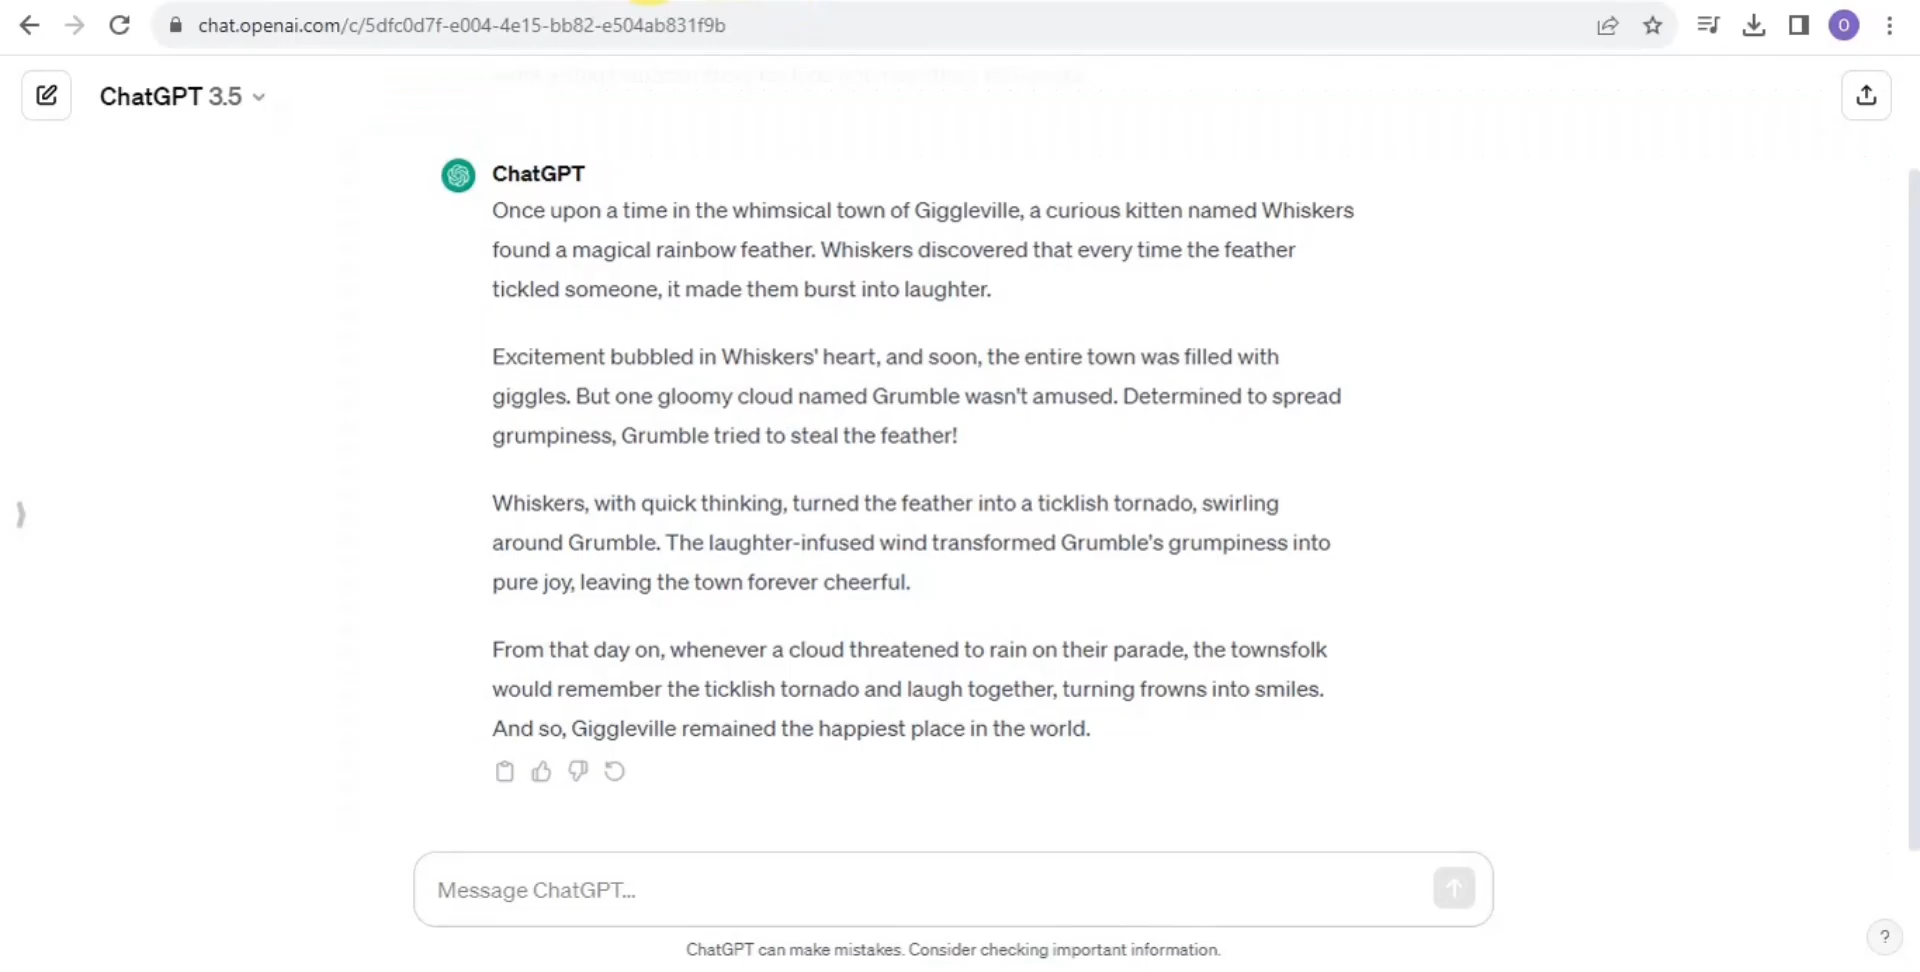 chat.openai.com/c/5dfc0d7f-e004-4e15-bb82-e504ab831f9b
O
ChatGPT 3.5
ChatGPT
Once upon a time in the whimsical town of Giggleville, a curious kitten named Whiskers
found a magical rainbow feather. Whiskers discovered that every time the feather
tickled someone, it made them burst into laughter.
Excitement bubbled in Whiskers' heart, and soon, the entire town was filled with
giggles. But one gloomy cloud named Grumble wasn't amused. Determined to spread
grumpiness, Grumble tried to steal the feather!
Whiskers, with quick thinking, turned the feather into a ticklish tornado, swirling
around Grumble. The laughter-infused wind transformed Grumble's grumpiness into
pure joy, leaving the town forever cheerful.
From that day on, whenever a cloud threatened to rain on their parade, the townsfolk
would remember the ticklish tornado and laugh together, turning frowns into smiles.
And so, Giggleville remained the happiest place in the world.
Message ChatGPT...
ChatGPT can make mistakes. Consider checking important information.
?